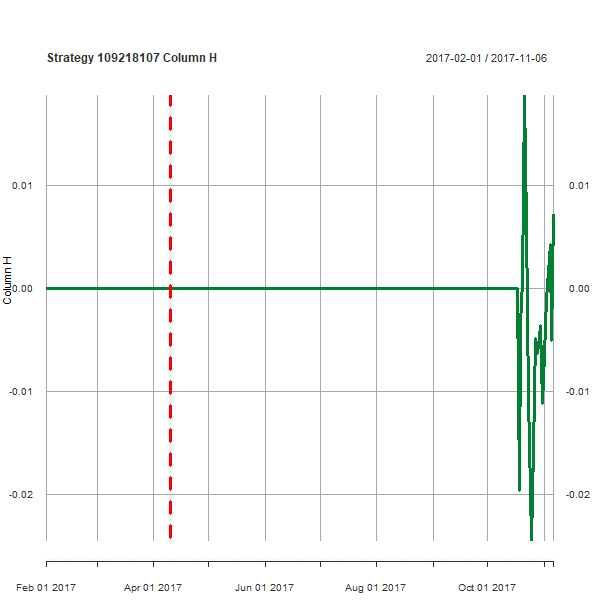 Strategy 109218107 Column H
2017-02-01 / 2017-11-06
0.01
0.01
Column H
0.00
0.00
-0.01
-0.01
-0.02
-0.02
Feb 01 2017
Apr 01 2017
Jun 01 2017
Aug 01 2017
Oct 01 2017